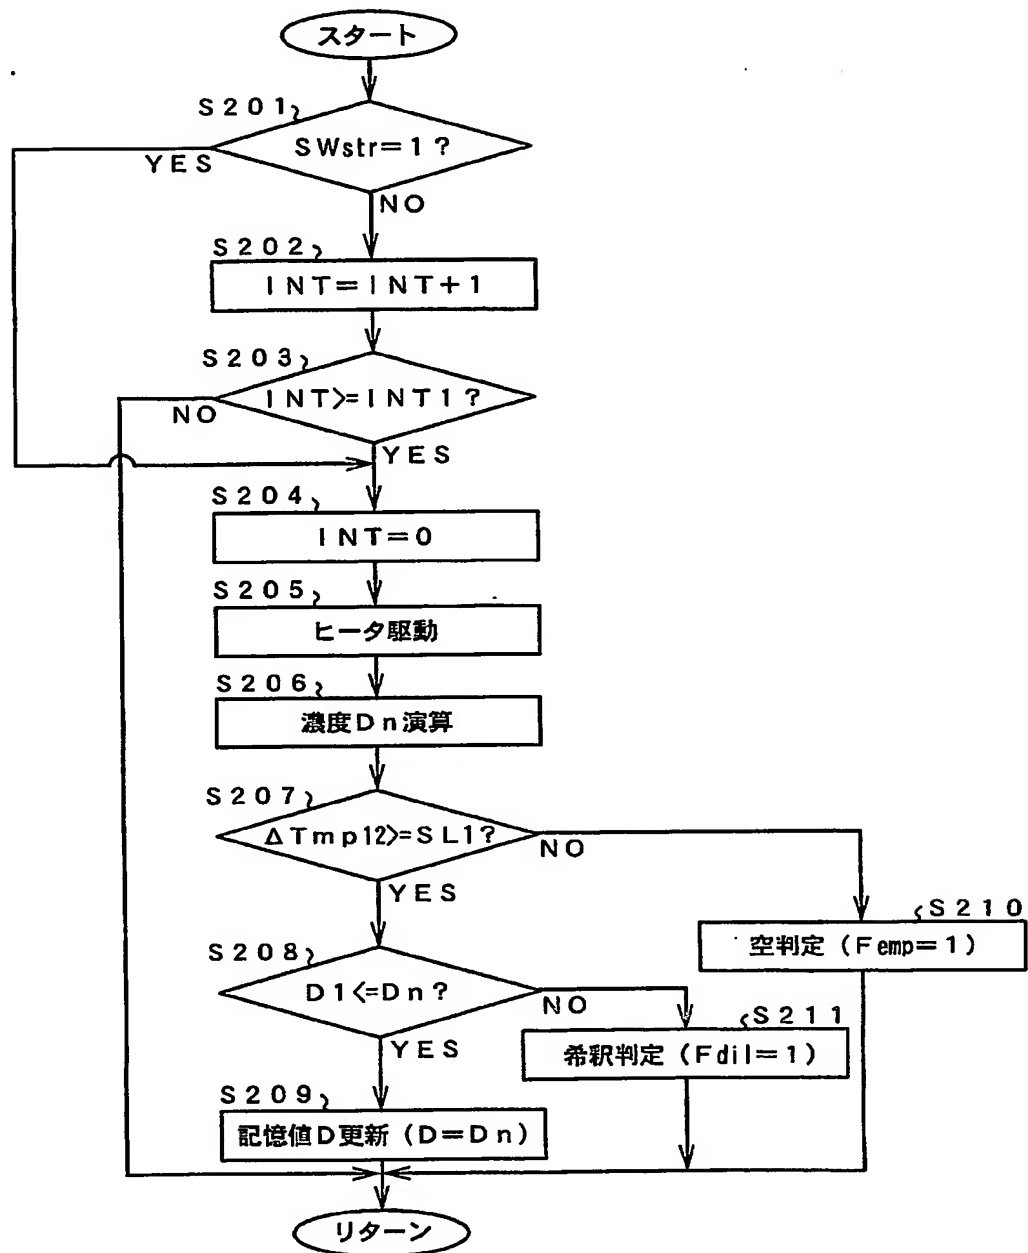 スタート
S201
SWstr=1?
YES
NO
S202
INT=INT+1
S203
INT>=INT1?
NO
YES
S204
INT=0
S205
ヒータ駆動
S206
濃度Dn演算
S207
ΔTmp12>=SL1?
NO
YES
S210
空判定(Femp=1)
S208
D1<=Dn?
NO
YES
S211
希釈判定(Fdil=1)
S209
記憶値D更新(D=Dn)
リターン